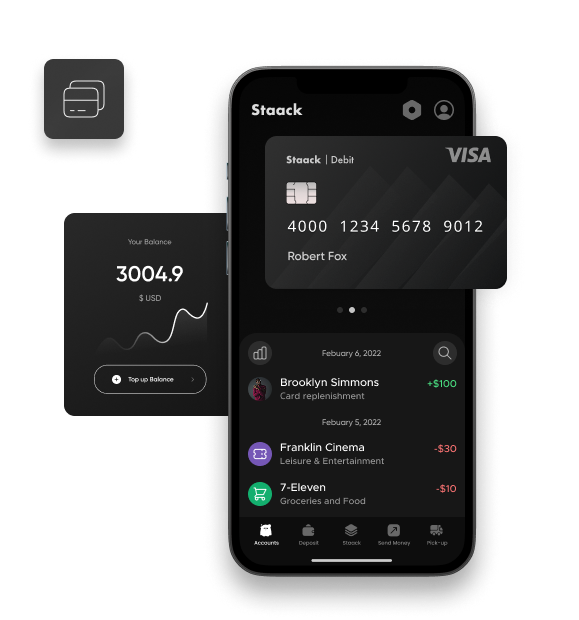 Staack
Staack | Debit
VISA
4000 1234 5678 9012
Robert Fox
Your Balance
3004.9
$ USD
Top up Balance
Febuary 6, 2022
Brooklyn Simmons
+$100
Card replenishment
Febuary 5, 2022
Franklin Cinema
-$30
Leisure & Entertainment
7-Eleven
-$10
Groceries and Food
Accounts
Deposit
Staack
Send Money
Pick-up